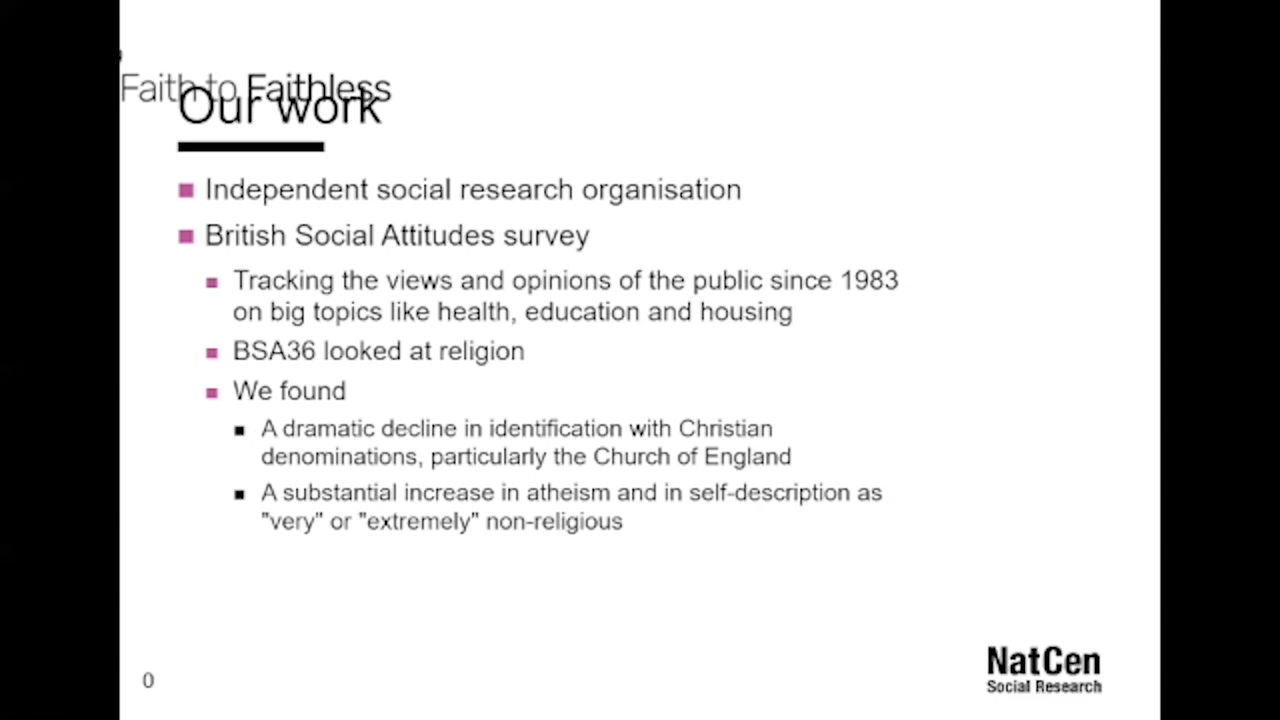 Faith to Faithless
Our work
Independent social research organisation
British Social Attitudes survey
Tracking the views and opinions of the public since 1983
on big topics like health, education and housing
BSA36 looked at religion
We found
A dramatic decline in identification with Christian
denominations, particularly the Church of England
A substantial increase in atheism and in self-description as
"very" or "extremely" non-religious
NatCen
Social Research
0